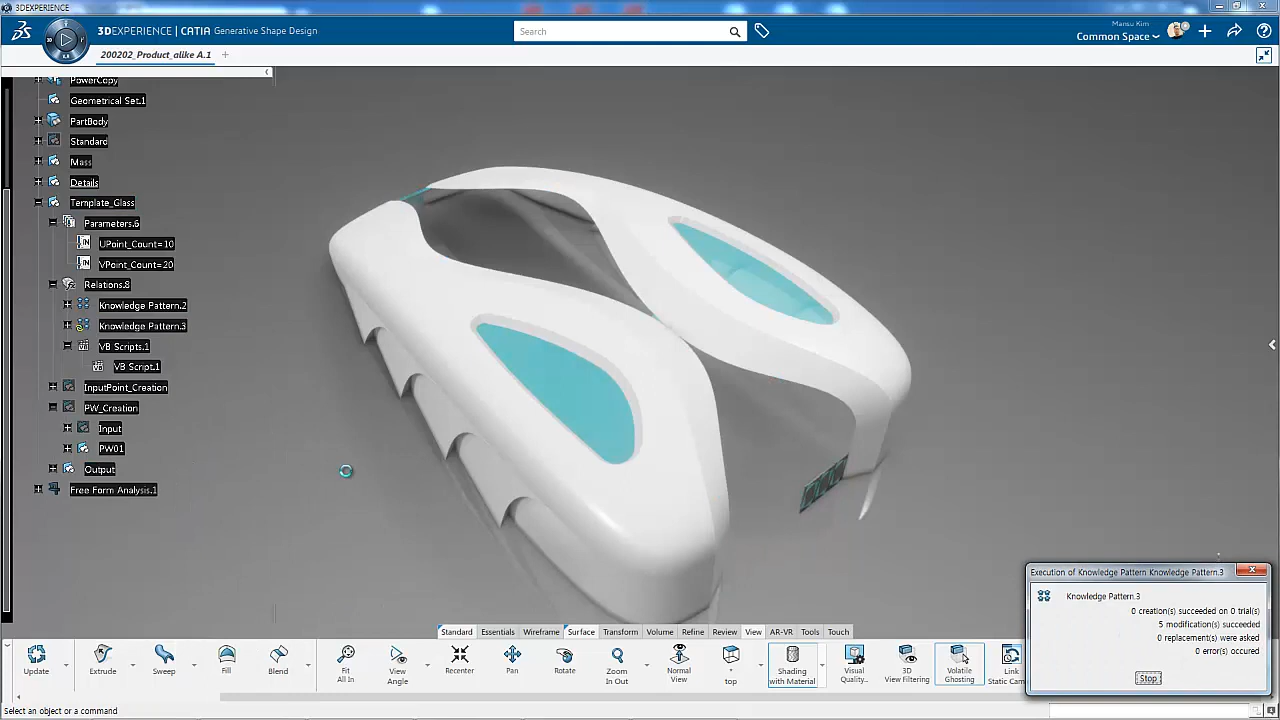 3DEXPERIENCE
3DEXPERIENCE | CATIA Generative Shape Design
Search
Mansu Kim
Common Space
200202_Product_alike A.1
PowerCopy
Geometrical Set.1
PartBody
Standard
Mass
Details
Template_Glass
Parameters.6
UPoint_Count=10
VPoint_Count=20
Relations.8
Knowledge Pattern.2
Knowledge Pattern.3
VB Scripts.1
VB Script.1
InputPoint_Creation
PW_Creation
Input
PW01
Output
Free Form Analysis.1
Execution of Knowledge Pattern Knowledge Pattern.3
Knowledge Pattern.3
0 creation(s) succeeded on 0 trial(s)
5 modification(s) succeeded
0 replacement(s) were asked
0 error(s) occured
Stop
Standard Essentials Wireframe Surface Transform Volume Refine Review View AR-VR Tools Touch
Update Extrude Sweep Fill Blend Fit All In View Angle Recenter Pan Rotate Zoom In Out Normal View top Shading with Material Visual Quality... 3D View Filtering Volatile Ghosting Link Static Cam
Select an object or a command